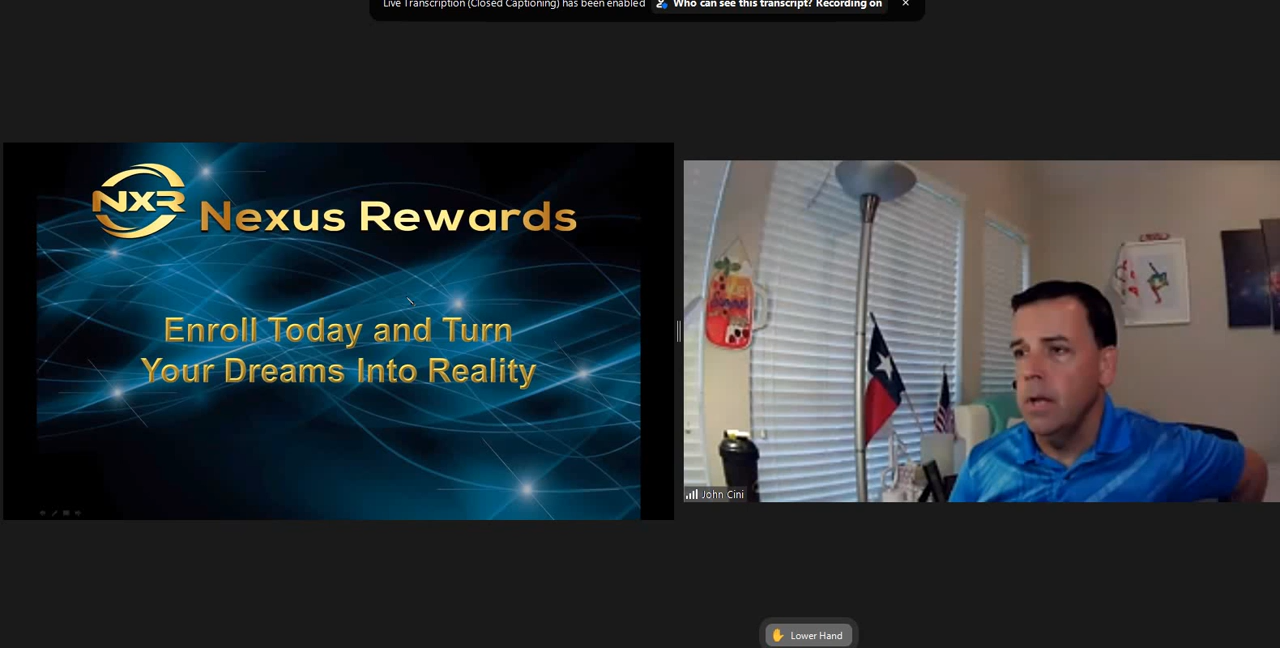 Live Transcription (Closed Captioning) has been enabled
Who can see this transcript? Recording on
NXR
Nexus Rewards
Enroll Today and Turn
Your Dreams Into Reality
John Cini
Lower Hand